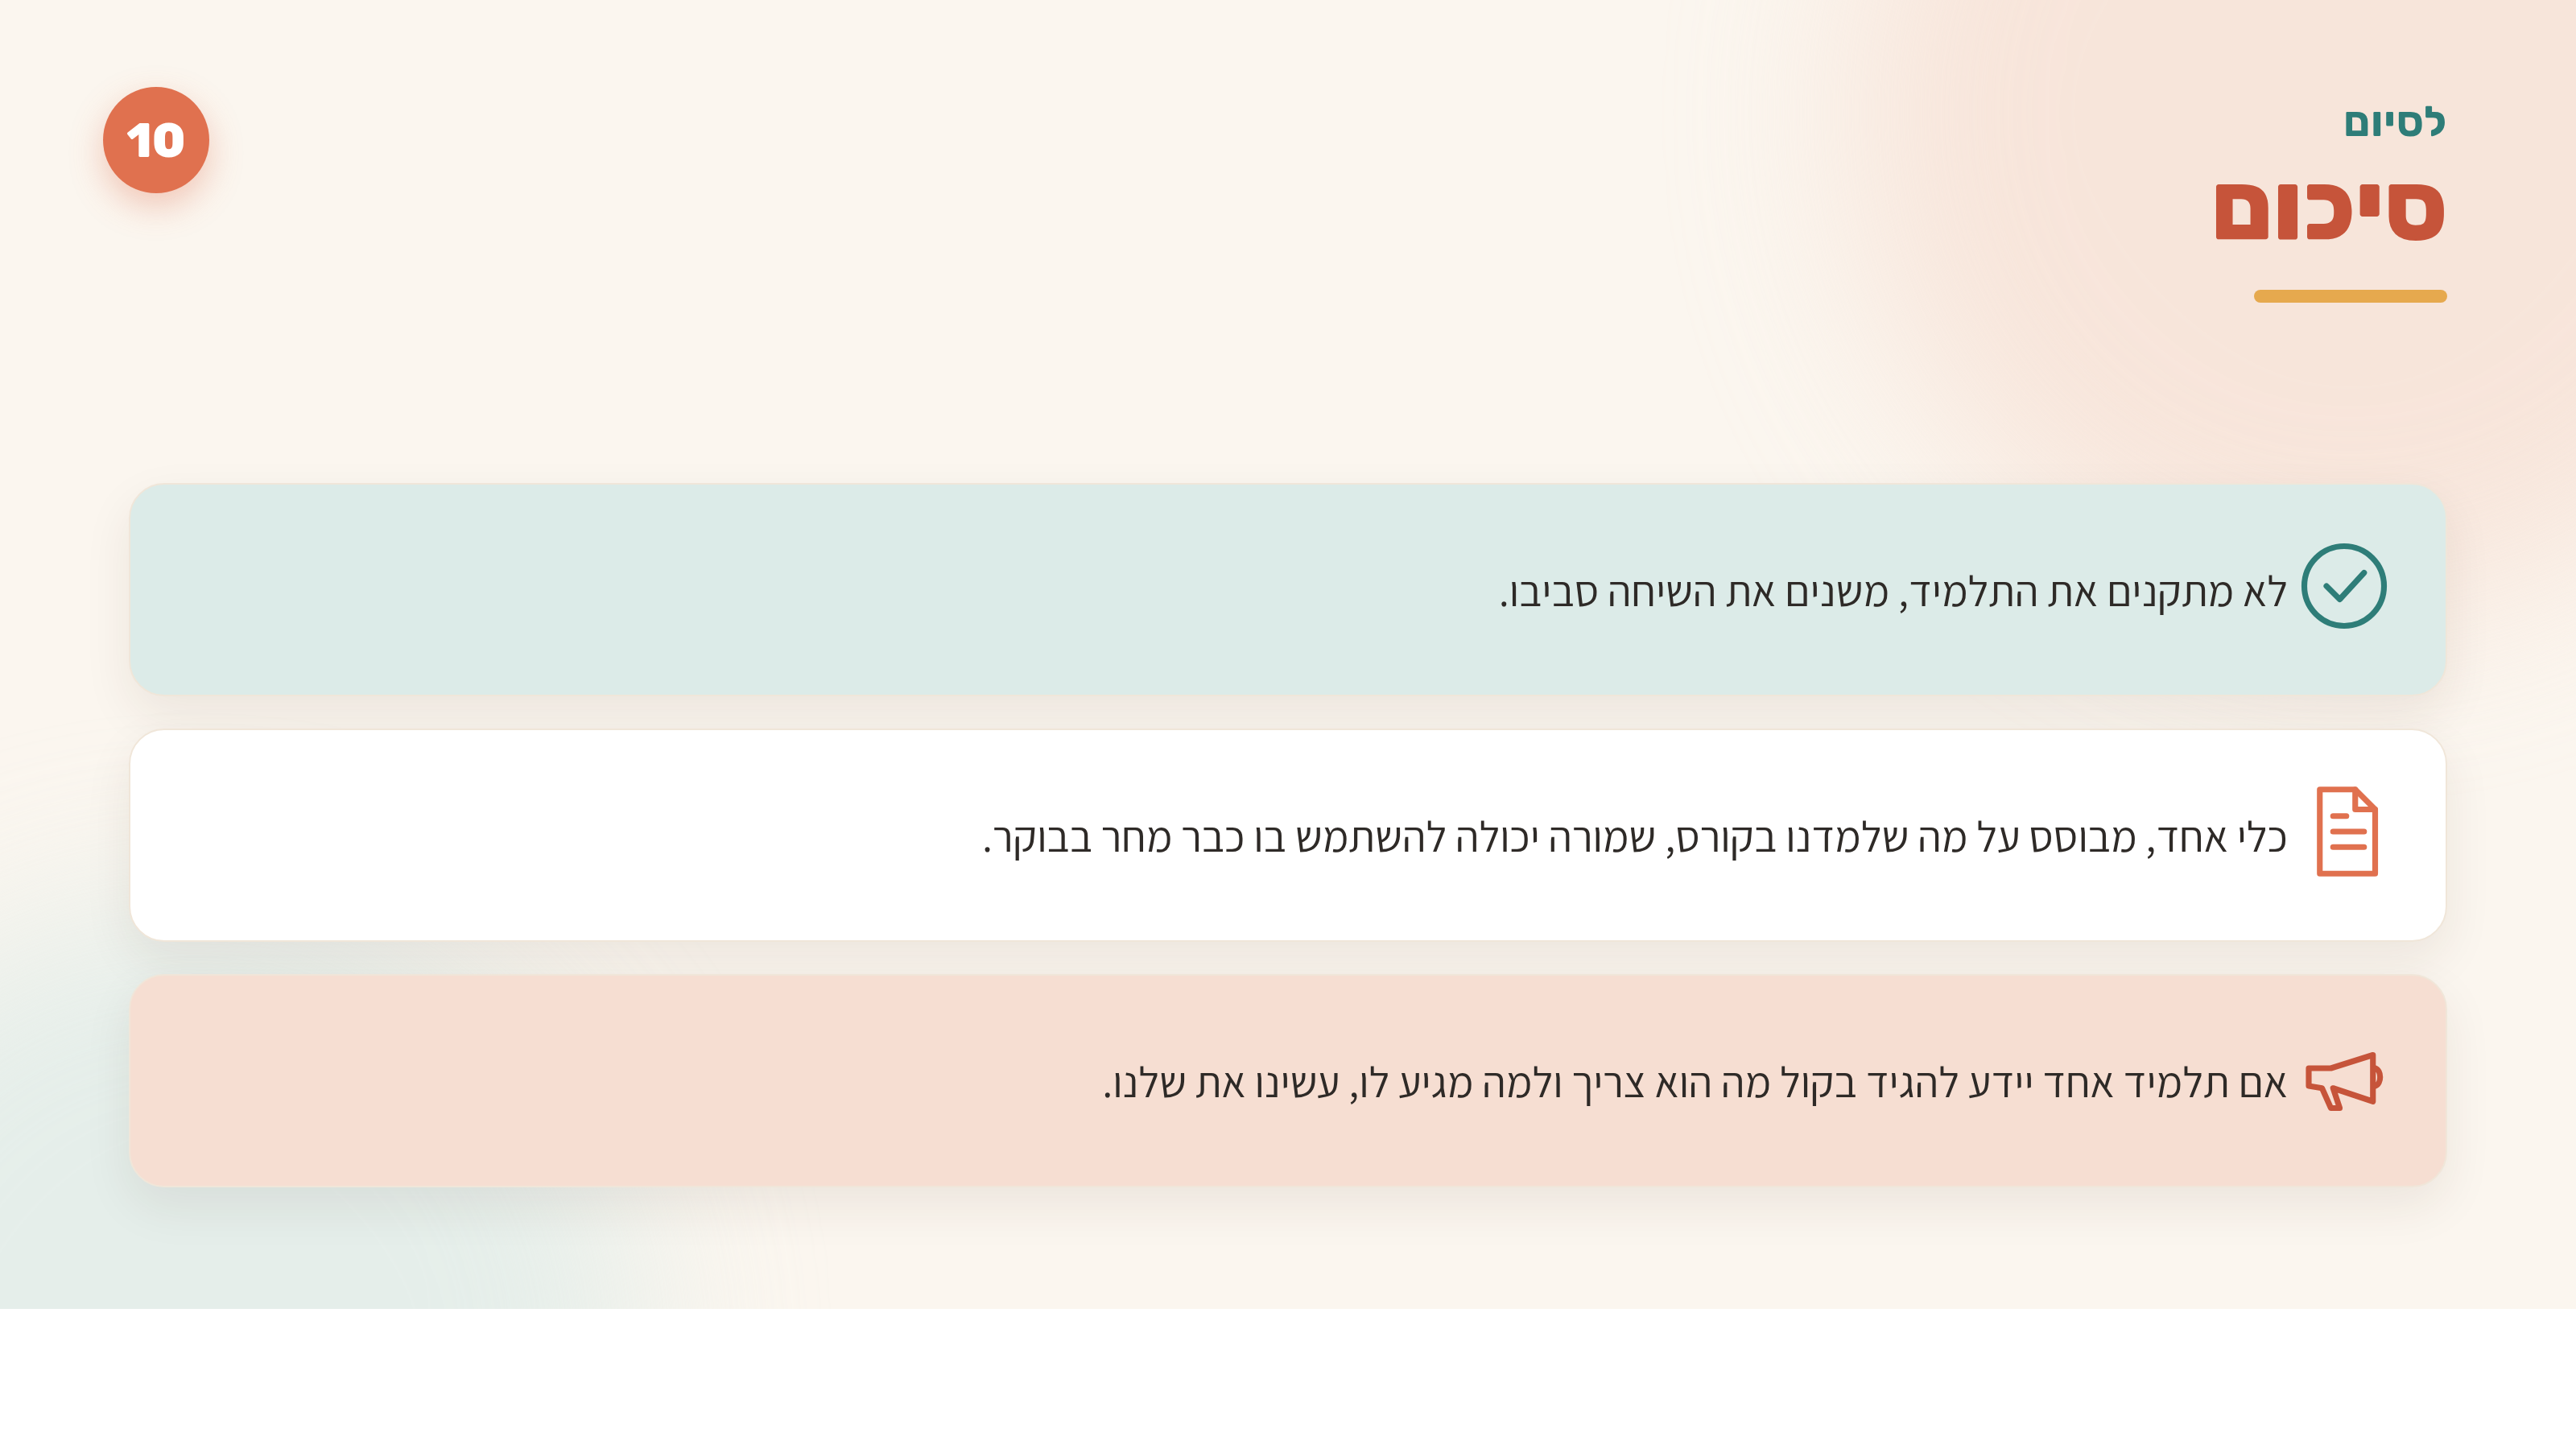 לסיום
סיכום
10
לא מתקנים את התלמיד, משנים את השיחה סביבו.
כלי אחד, מבוסס על מה שלמדנו בקורס, שמורה יכולה להשתמש בו כבר מחר בבוקר.
אם תלמיד אחד יידע להגיד בקול מה הוא צריך ולמה מגיע לו, עשינו את שלנו.